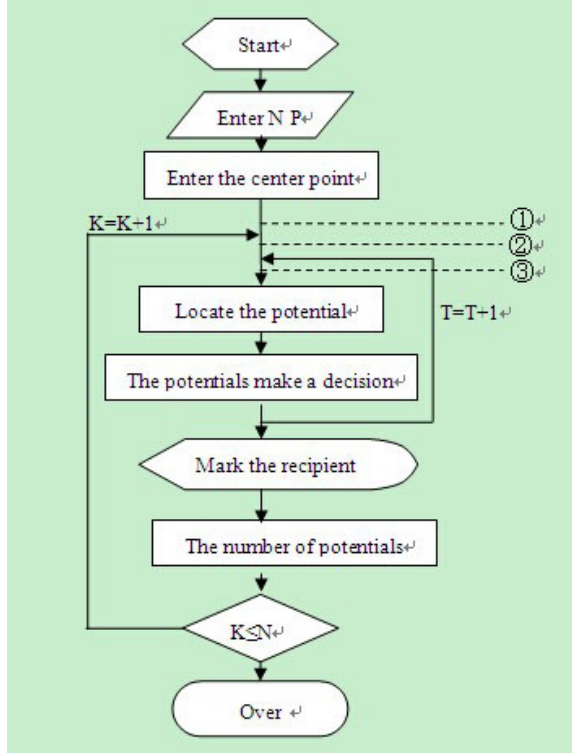 Start↵
Enter N P↵
Enter the center point↵
①↵
K=K+1↵
②↵
③↵
Locate the potential↵
T=T+1↵
The potentials make a decision↵
Mark the recipient
The number of potentials↵
K≤N↵
Over ↵